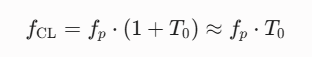 f_CL = f_p · (1 + T_0) ≈ f_p · T_0